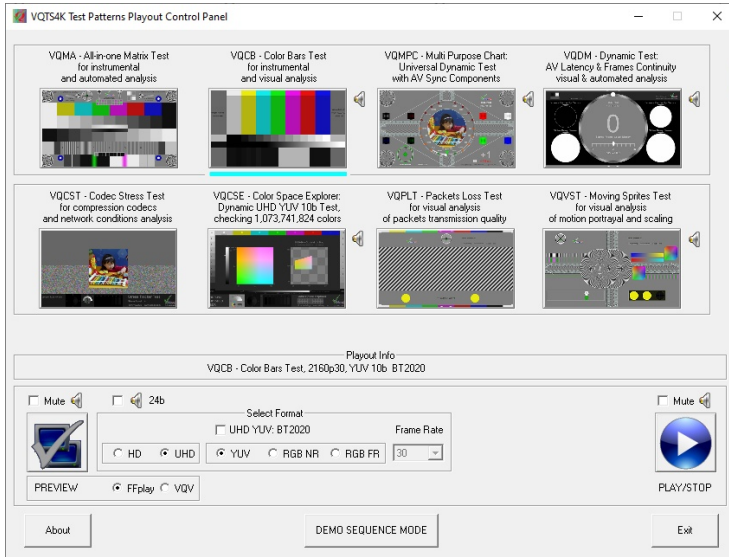 VQTS4K Test Patterns Playout Control Panel
VQMA - All-in-one Matrix Test
for instrumental
and automated analysis
VQCB - Color Bars Test
for instrumental
and visual analysis
VQMPC - Multi Purpose Chart:
Universal Dynamic Test
with AV Sync Components
VQDM - Dynamic Test:
AV Latency & Frames Continuity
visual & automated analysis
0
VQCST - Codec Stress Test
for compression codecs
and network conditions analysis
VQCSE - Color Space Explorer:
Dynamic UHD YUV 10b Test,
checking 1,073,741,824 colors
VQPLT - Packets Loss Test
for visual analysis
of packets transmission quality
VQVST - Moving Sprites Test
for visual analysis
of motion portrayal and scaling
Playout Info
VQCB - Color Bars Test, 2160p30, YUV 10b BT2020
Mute
24b
Mute
Select Format
UHD YUV: BT2020
Frame Rate
HD UHD YUV RGB NR RGB FR 30
PREVIEW FFplay VQV
PLAY/STOP
About
DEMO SEQUENCE MODE
Exit